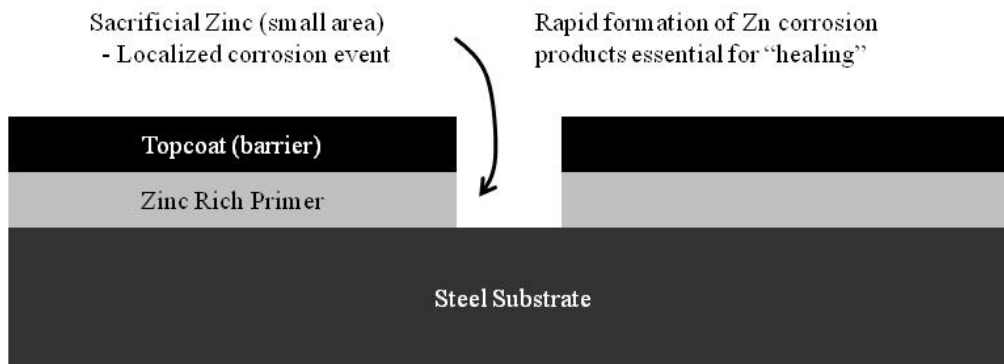 Sacrificial Zinc (small area)
- Localized corrosion event
Rapid formation of Zn corrosion
products essential for “healing”
Topcoat (barrier)
Zinc Rich Primer
Steel Substrate